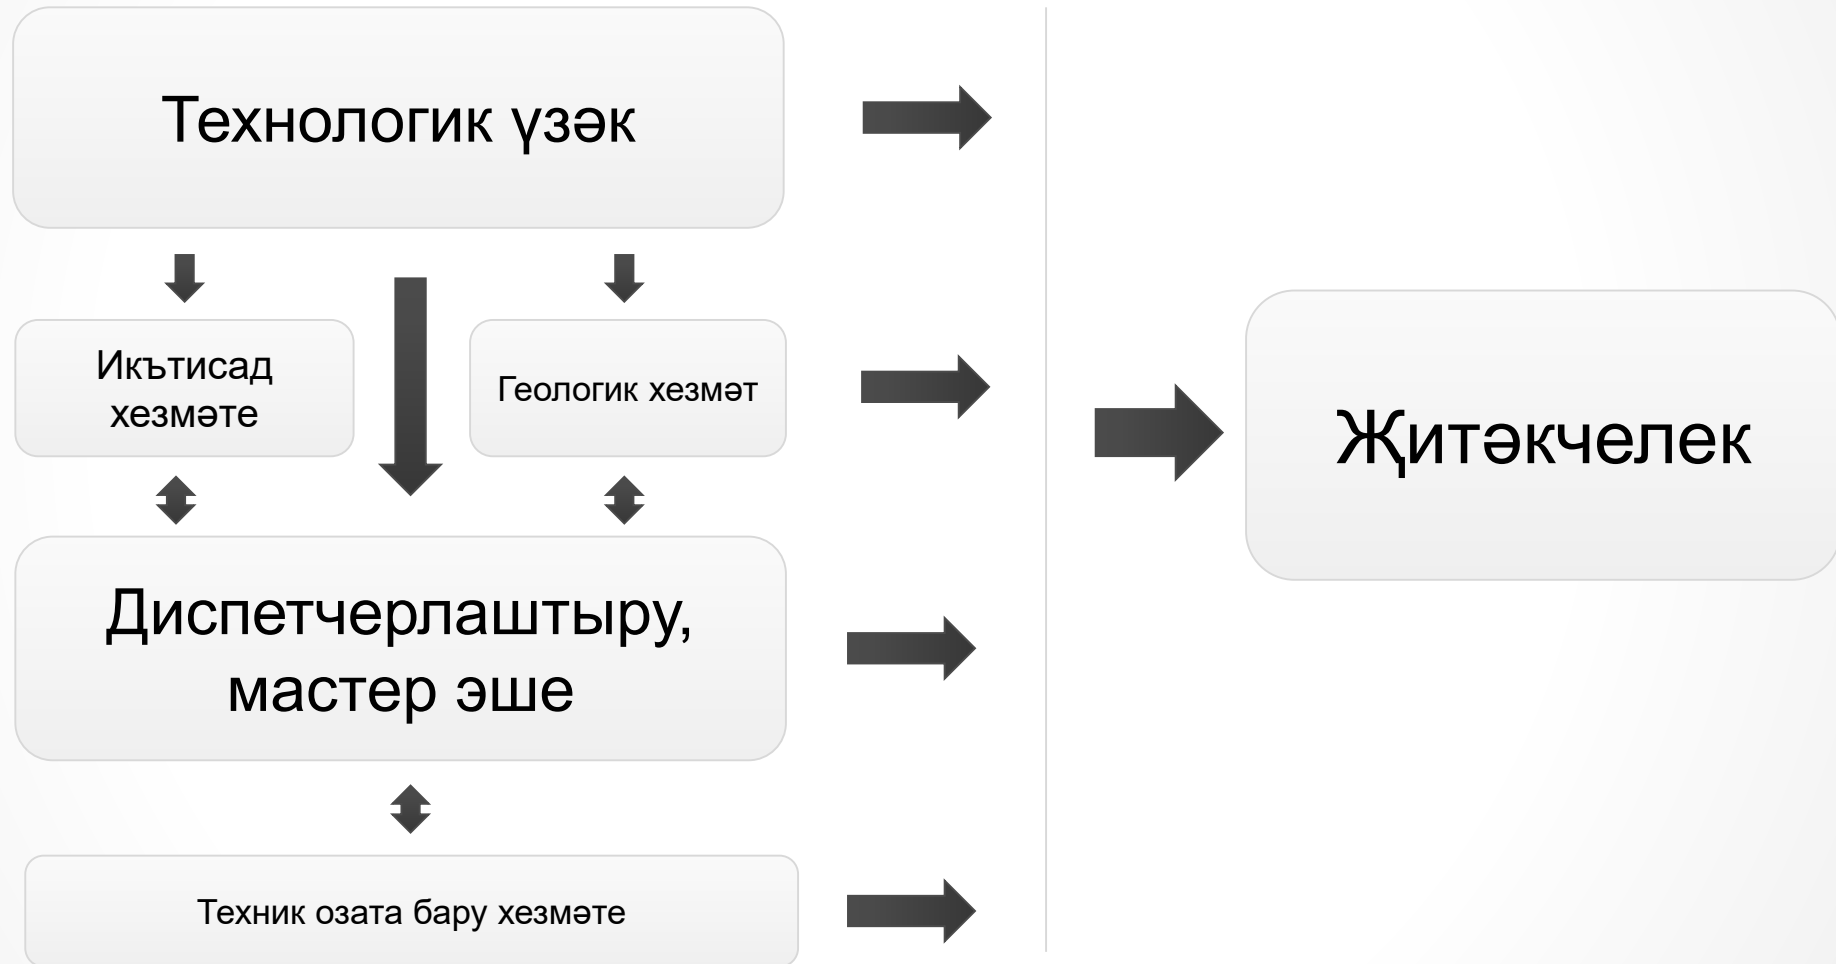 Технологик үзәк
Икътисад
хезмәте
Геологик хезмәт
Җитәкчелек
Диспетчерлаштыру,
мастер эше
Техник озата бару хезмәте